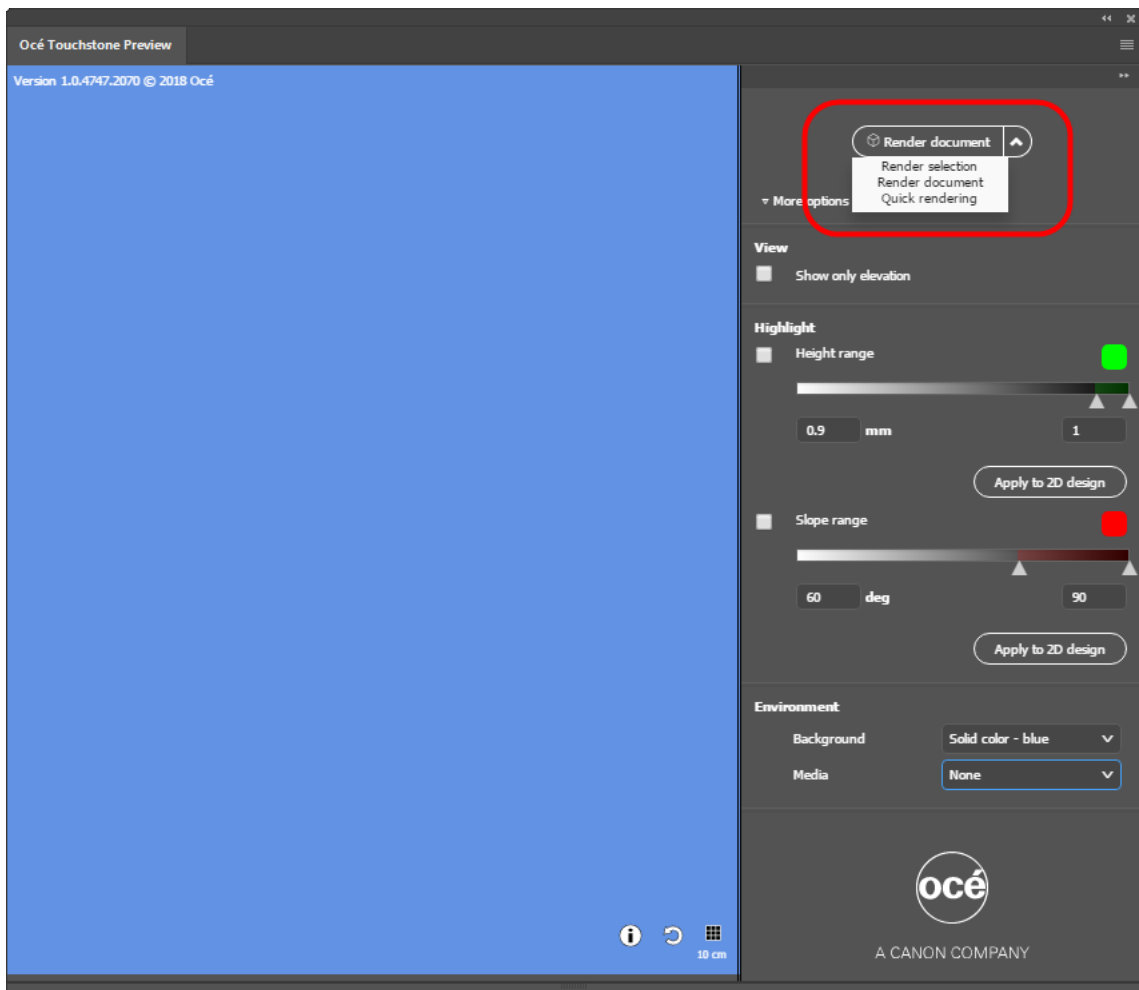 Océ Touchstone Preview
Version 1.0.4747.2070 © 2018 Océ
Render document
Render selection
Render document
Quick rendering
▿ More options
View
Show only elevation
Highlight
Height range
0.9 mm 1
Apply to 2D design
Slope range
60 deg 90
Apply to 2D design
Environment
Background Solid color - blue
Media None
océ
A CANON COMPANY
10 cm